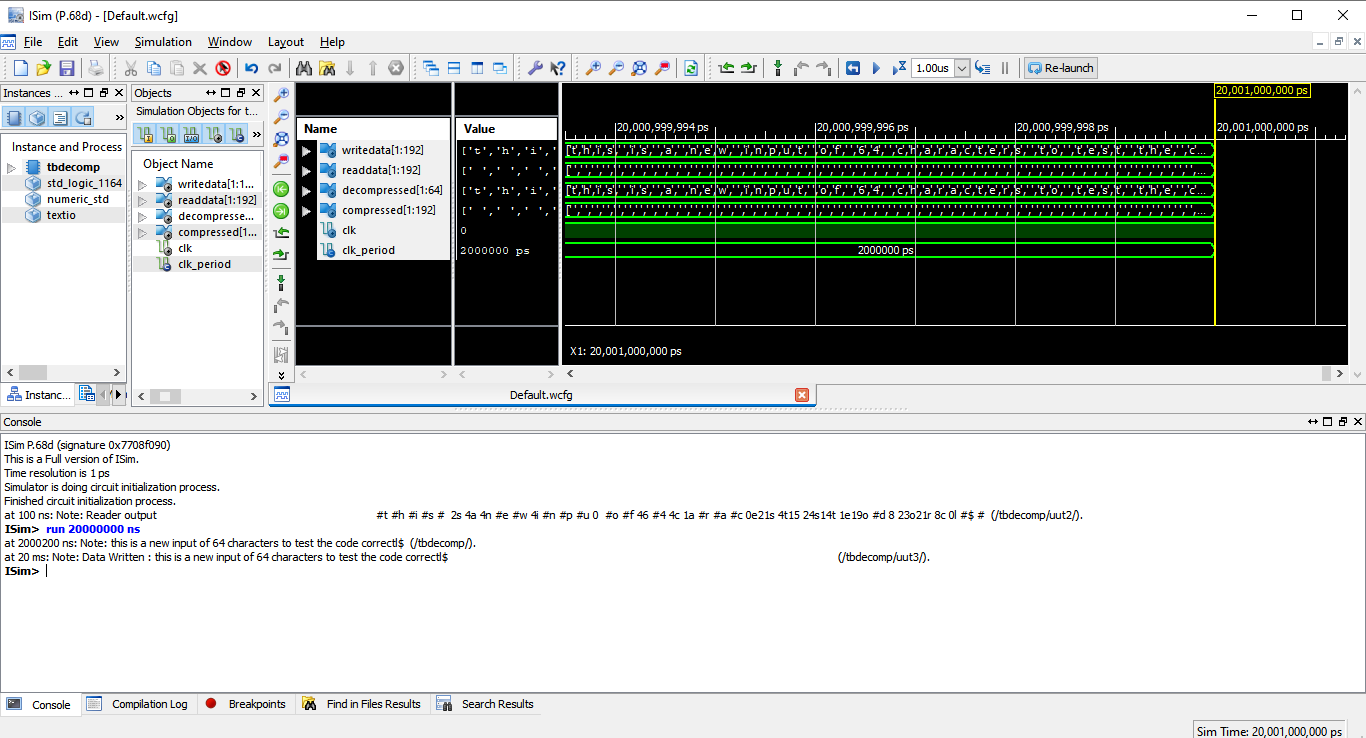 ISim (P.68d) - [Default.wcfg]
File Edit View Simulation Window Layout Help
1.00us Re-launch
Instances ...
Objects
Simulation Objects for t...
Instance and Process
tbdecomp
std_logic_1164
numeric_std
textio
Instanc...
Object Name
writedata[1:1...
readdata[1:192]
decompresse...
compressed[1...
clk
clk_period
Name Value
writedata[1:192] ['t','h','i','
readdata[1:192] [' ',' ',' ','
decompressed[1:64] ['t','h','i','
compressed[1:192] [' ',' ',' ','
clk 0
clk_period 2000000 ps
20,001,000,000 ps
20,000,999,994 ps 20,000,999,996 ps 20,000,999,998 ps 20,001,000,000 ps
[t,h,i,s, ,i,s, ,a, ,n,e,w, ,i,n,p,u,t, ,o,f, ,6,4, ,c,h,a,r,a,c,t,e,r,s, ,t,o, ,t,e,s,t, ,t,h,e, ,c...
[t,h,i,s, ,i,s, ,a, ,n,e,w, ,i,n,p,u,t, ,o,f, ,6,4, ,c,h,a,r,a,c,t,e,r,s, ,t,o, ,t,e,s,t, ,t,h,e, ,c...
2000000 ps
X1: 20,001,000,000 ps
Default.wcfg
Console
ISim P.68d (signature 0x7708f090)
This is a Full version of ISim.
Time resolution is 1 ps
Simulator is doing circuit initialization process.
Finished circuit initialization process.
at 100 ns: Note: Reader output #t #h #i #s # 2s 4a 4n #e #w 4i #n #p #u 0 #o #f 46 #4 4c 1a #r #a #c 0e21s 4t15 24s14t 1e19o #d 8 23o21r 8c 0l #$ # (/tbdecomp/uut2/).
ISim> run 20000000 ns
at 2000200 ns: Note: this is a new input of 64 characters to test the code correctl$ (/tbdecomp/).
at 20 ms: Note: Data Written : this is a new input of 64 characters to test the code correctl$ (/tbdecomp/uut3/).
ISim>
Console Compilation Log Breakpoints Find in Files Results Search Results
Sim Time: 20,001,000,000 ps